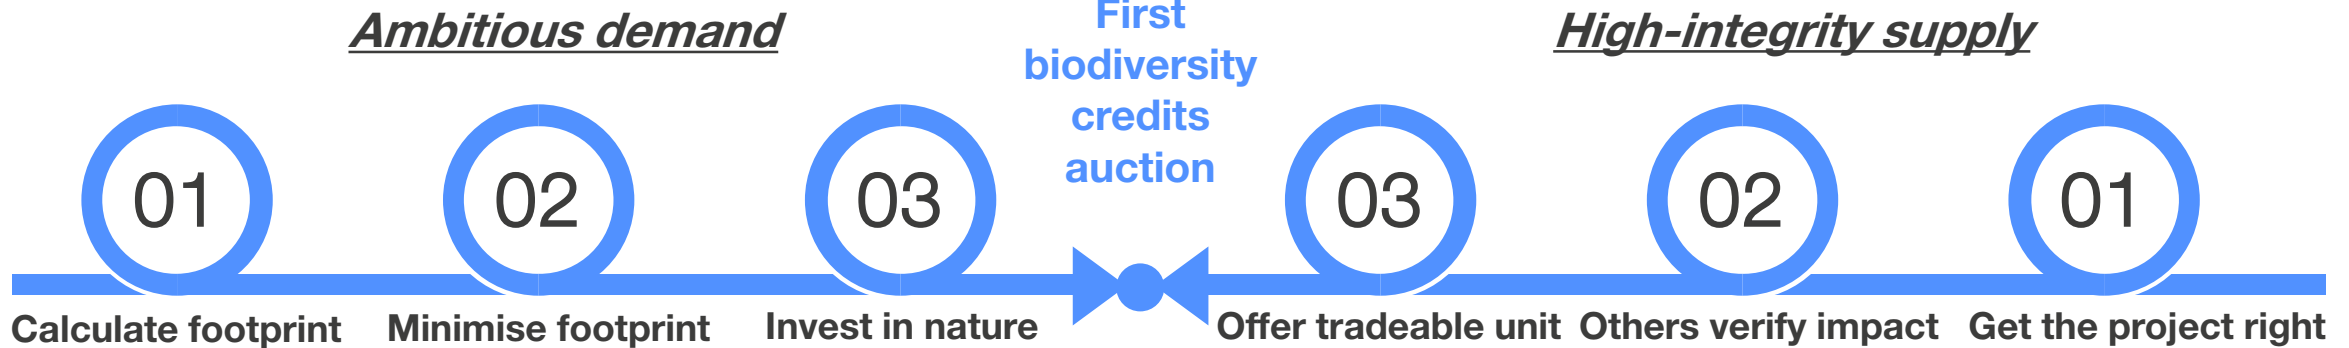 Ambitious demand
First
biodiversity
credits
auction
High-integrity supply
01
02
03
03
02
01
Calculate footprint
Minimise footprint
Invest in nature
Offer tradeable unit
Others verify impact
Get the project right